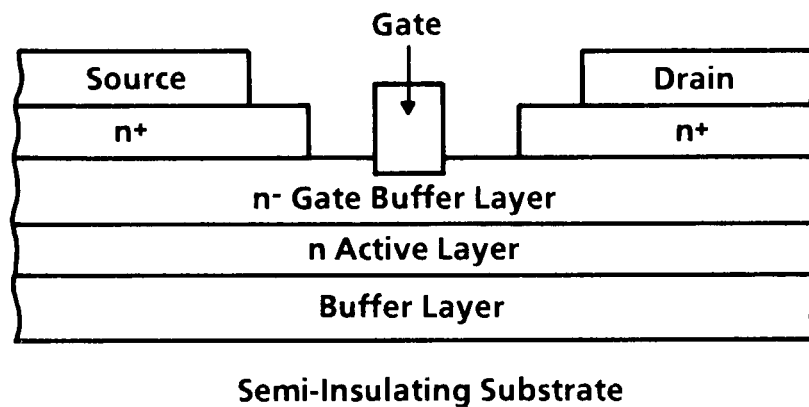 Gate
Source
Drain
n+
n+
n- Gate Buffer Layer
n Active Layer
Buffer Layer
Semi-Insulating Substrate